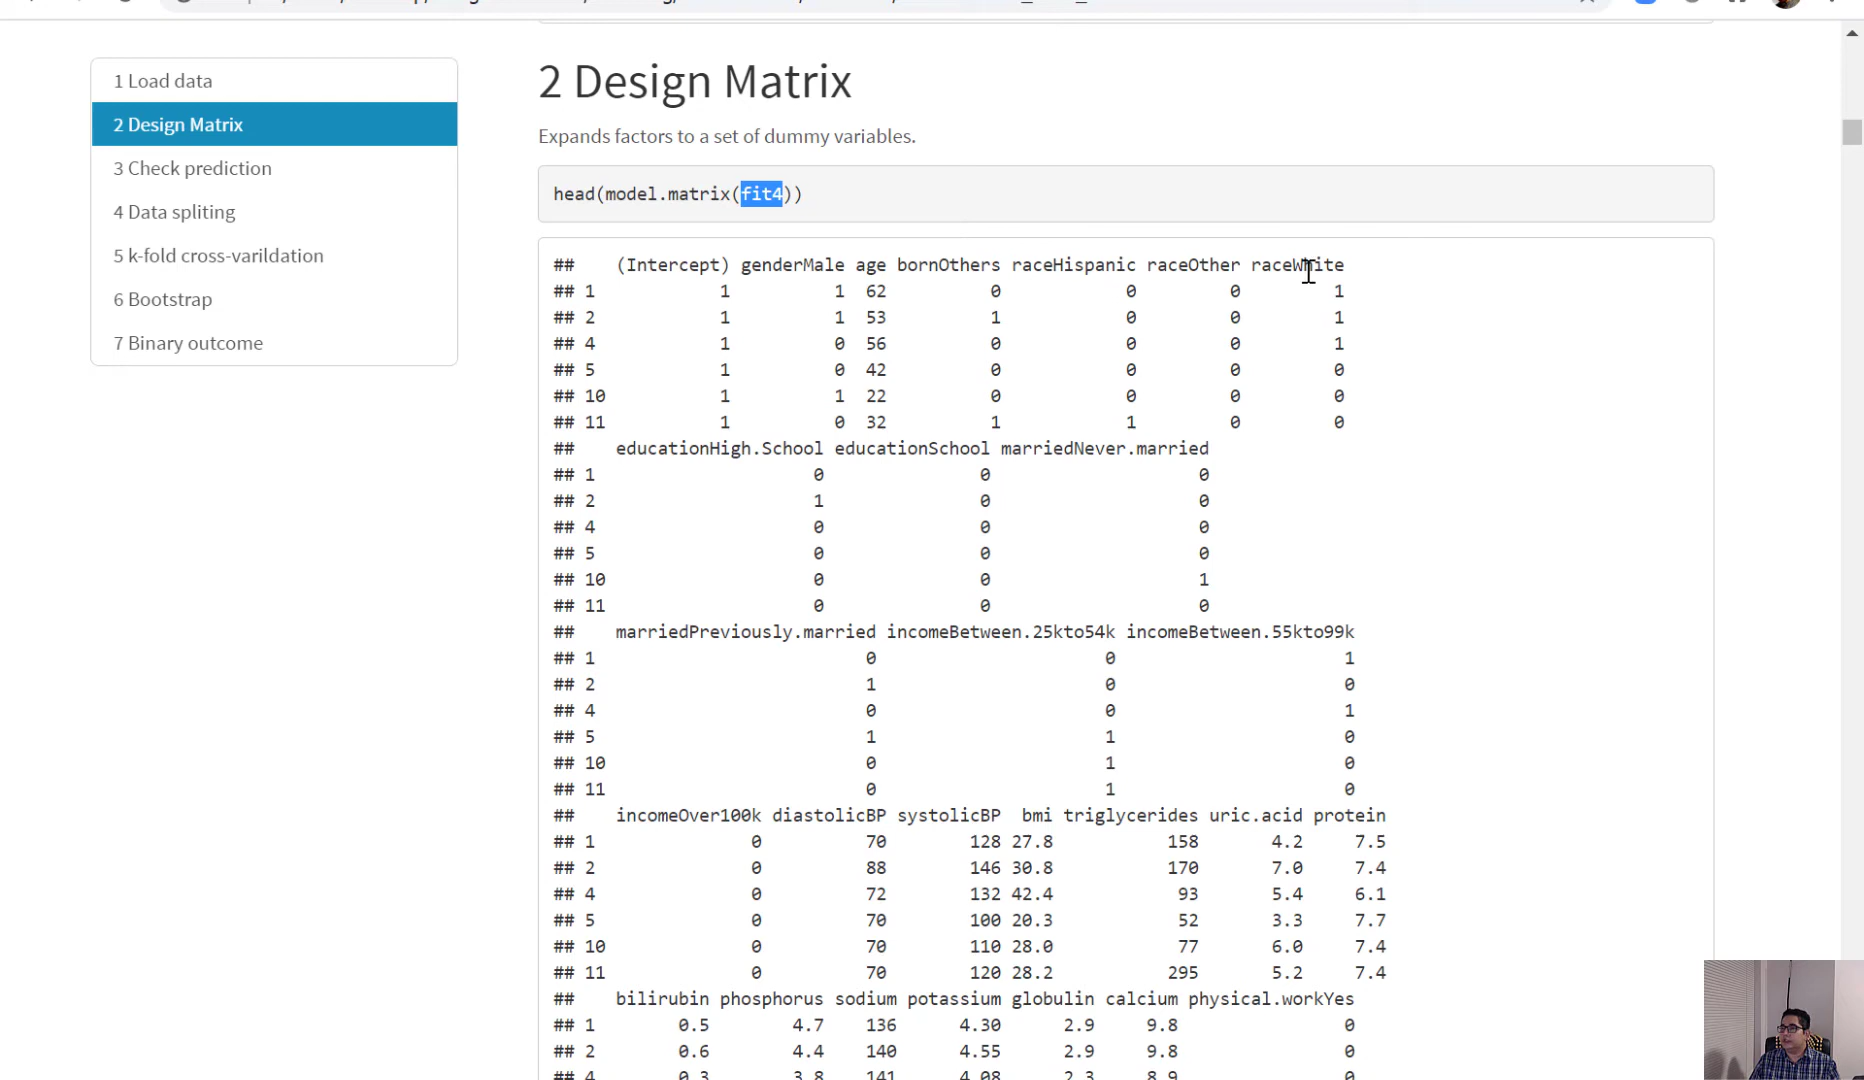 1 Load data
2 Design Matrix
3 Check prediction
4 Data spliting
5 k-fold cross-varildation
6 Bootstrap
7 Binary outcome
2 Design Matrix
Expands factors to a set of dummy variables.
head(model.matrix(fit4))
## (Intercept) genderMale age bornOthers raceHispanic raceOther raceWhite
## 1 1 1 62 0 0 0 1
## 2 1 1 53 1 0 0 1
## 4 1 0 56 0 0 0 1
## 5 1 0 42 0 0 0 0
## 10 1 1 22 0 0 0 0
## 11 1 0 32 1 1 0 0
## educationHigh.School educationSchool marriedNever.married
## 1 0 0 0
## 2 1 0 0
## 4 0 0 0
## 5 0 0 0
## 10 0 0 1
## 11 0 0 0
## marriedPreviously.married incomeBetween.25kto54k incomeBetween.55kto99k
## 1 0 0 1
## 2 1 0 0
## 4 0 0 1
## 5 1 1 0
## 10 0 1 0
## 11 0 1 0
## incomeOver100k diastolicBP systolicBP bmi triglycerides uric.acid protein
## 1 0 70 128 27.8 158 4.2 7.5
## 2 0 88 146 30.8 170 7.0 7.4
## 4 0 72 132 42.4 93 5.4 6.1
## 5 0 70 100 20.3 52 3.3 7.7
## 10 0 70 110 28.0 77 6.0 7.4
## 11 0 70 120 28.2 295 5.2 7.4
## bilirubin phosphorus sodium potassium globulin calcium physical.workYes
## 1 0.5 4.7 136 4.30 2.9 9.8 0
## 2 0.6 4.4 140 4.55 2.9 9.8 0
## 4 0.3 3.8 141 4.08 2.3 8.9 0